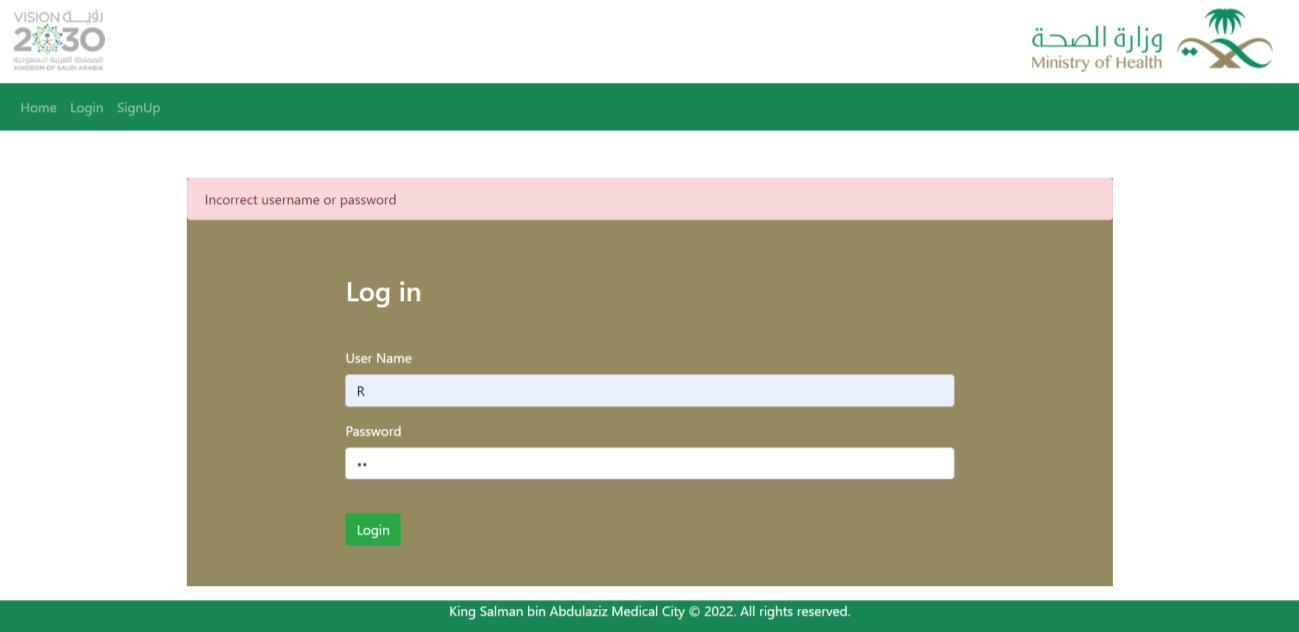 VISION رؤيـــة
2030
المملكة العربية السعودية
KINGDOM OF SAUDI ARABIA
وزارة الصحة
Ministry of Health
Home Login SignUp
Incorrect username or password
Log in
User Name
R
Password
••
Login
King Salman bin Abdulaziz Medical City © 2022. All rights reserved.